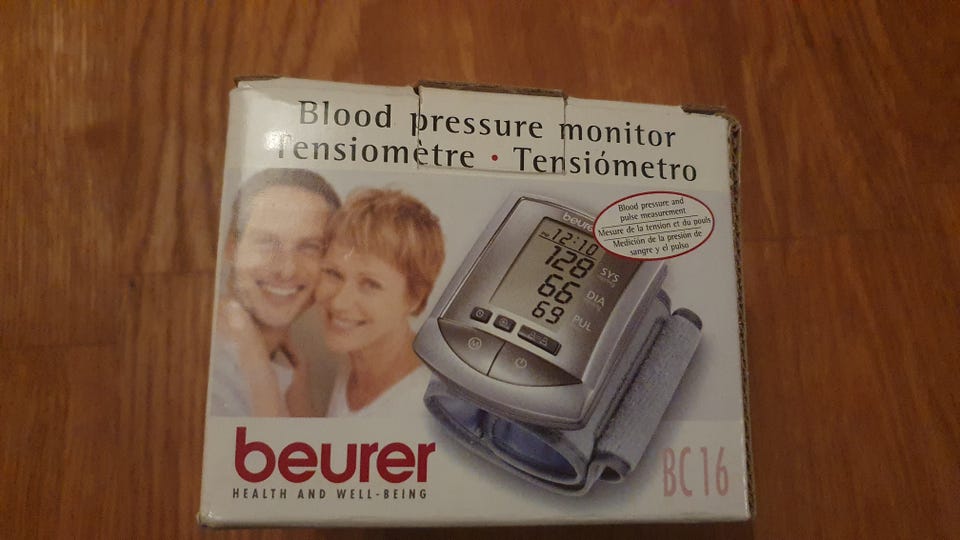 Blood pressure monitor
Tensiomètre • Tensiómetro
Blood pressure and
pulse measurement
Mesure de la tension et du pouls
Medición de la presión de
sangre y el pulso
beurer
12:10
128 SYS
66 DIA
69 PUL
M
beurer
HEALTH AND WELL-BEING
BC16